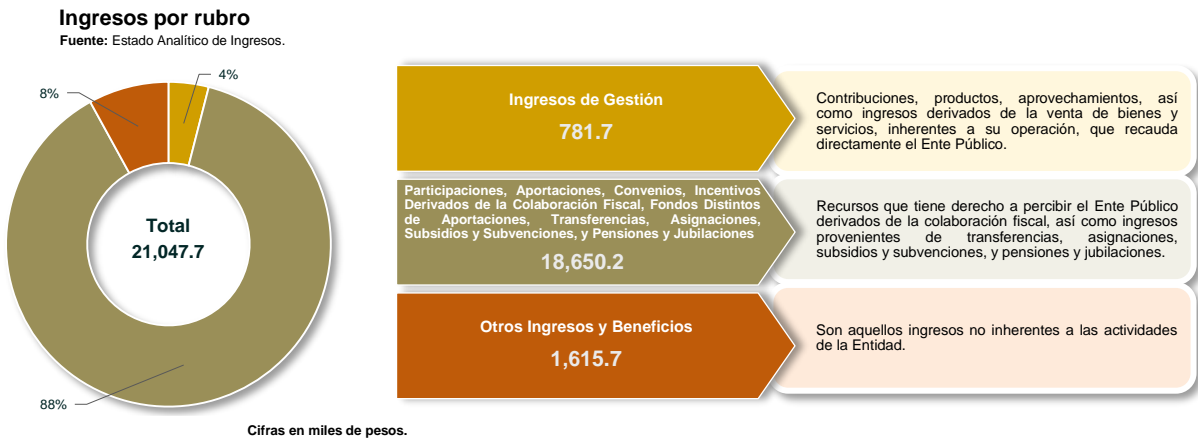 Ingresos por rubro
Fuente: Estado Analítico de Ingresos.
4%
8%
Total
21,047.7
88%
Ingresos de Gestión
781.7
Contribuciones, productos, aprovechamientos, así
como ingresos derivados de la venta de bienes y
servicios, inherentes a su operación, que recauda
directamente el Ente Público.
Participaciones, Aportaciones, Convenios, Incentivos
Derivados de la Colaboración Fiscal, Fondos Distintos
de Aportaciones, Transferencias, Asignaciones,
Subsidios y Subvenciones, y Pensiones y Jubilaciones
18,650.2
Recursos que tiene derecho a percibir el Ente Público
derivados de la colaboración fiscal, así como ingresos
provenientes de transferencias, asignaciones,
subsidios y subvenciones, y pensiones y jubilaciones.
Otros Ingresos y Beneficios
1,615.7
Son aquellos ingresos no inherentes a las actividades
de la Entidad.
Cifras en miles de pesos.